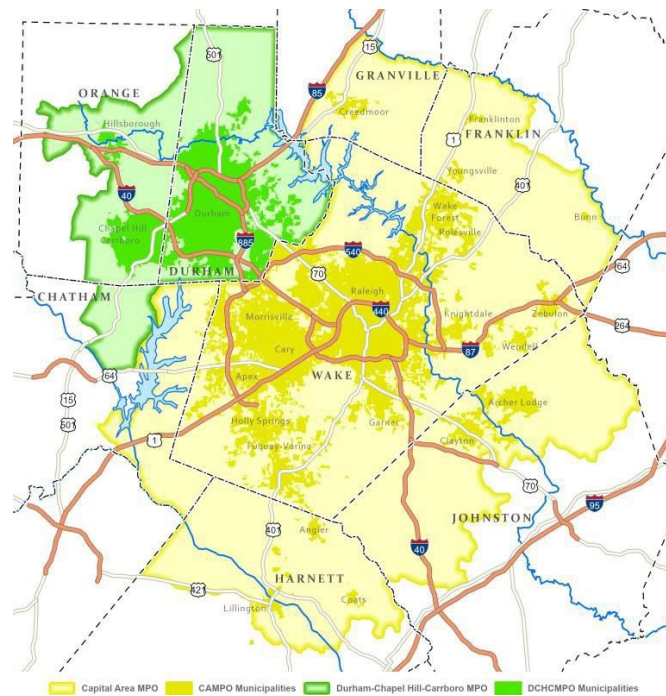 501
15
GRANVILLE
85
ORANGE
Creedmoor
Franklinton
Hillsborough
1
FRANKLIN
Youngsville
401
40
Wake
Forest
Rolesville
Bunn
Durham
Chapel Hill
Carrboro
885
540
DURHAM
70
64
CHATHAM
Raleigh
440
Morrisville
Knightdale
Zebulon
264
Cary
87
Wendell
64
Apex
WAKE
15
501
Archer Lodge
Holly Springs
Garner
1
Fuquay-Varina
Clayton
70
95
401
Angier
JOHNSTON
40
HARNETT
421
Lillington
Coats
Capital Area MPO
CAMPO Municipalities
Durham-Chapel Hill-Carrboro MPO
DCHCMPO Municipalities